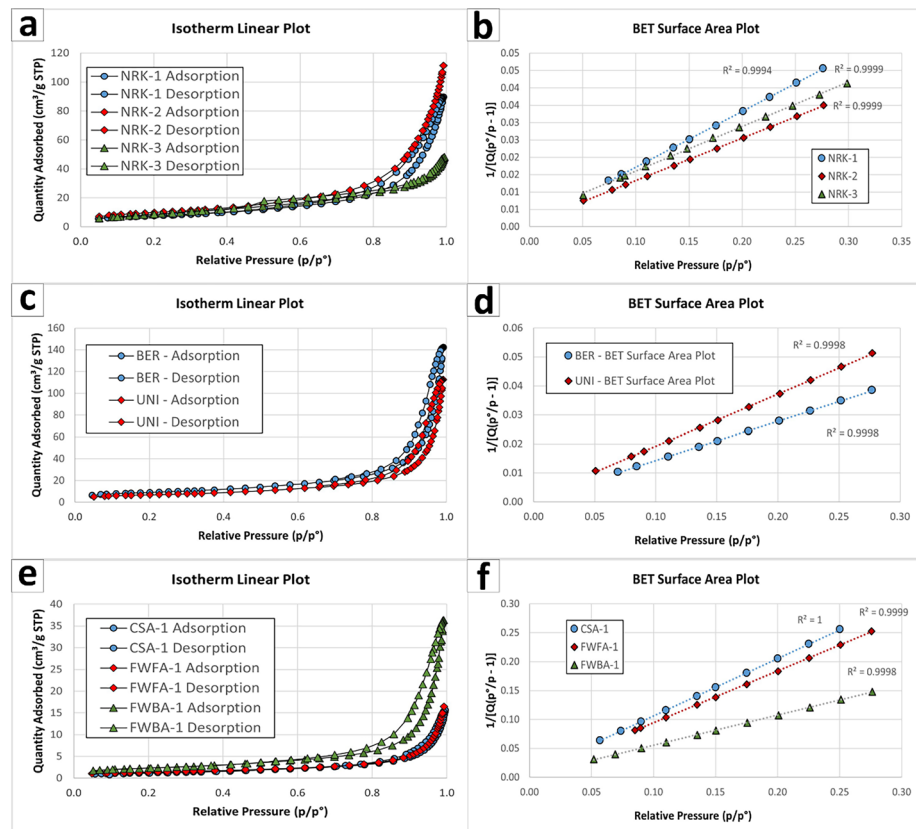 a
Isotherm Linear Plot
Quantity Adsorbed (cm³/g STP)
120
100
80
60
40
20
0
NRK-1 Adsorption
NRK-1 Desorption
NRK-2 Adsorption
NRK-2 Desorption
NRK-3 Adsorption
NRK-3 Desorption
0.0 0.2 0.4 0.6 0.8 1.0
Relative Pressure (p/p°)
b
BET Surface Area Plot
1/[Q(p°/p - 1)]
0.05
0.05
0.04
0.04
0.03
0.03
0.02
0.02
0.01
0.01
0.00
R² = 0.9994
R² = 0.9999
R² = 0.9999
NRK-1
NRK-2
NRK-3
0.00 0.05 0.10 0.15 0.20 0.25 0.30 0.35
Relative Pressure (p/p°)
c
Isotherm Linear Plot
Quantity Adsorbed (cm³/g STP)
160
140
120
100
80
60
40
20
0
BER - Adsorption
BER - Desorption
UNI - Adsorption
UNI - Desorption
0.0 0.2 0.4 0.6 0.8 1.0
Relative Pressure (p/p°)
d
BET Surface Area Plot
1/[Q(p°/p - 1)]
0.06
0.05
0.04
0.03
0.02
0.01
0.00
R² = 0.9998
BER - BET Surface Area Plot
UNI - BET Surface Area Plot
R² = 0.9998
0.00 0.05 0.10 0.15 0.20 0.25 0.30
Relative Pressure (p/p°)
e
Isotherm Linear Plot
Quantity Adsorbed (cm³/g STP)
40
35
30
25
20
15
10
5
0
CSA-1 Adsorption
CSA-1 Desorption
FWFA-1 Adsorption
FWFA-1 Desorption
FWBA-1 Adsorption
FWBA-1 Desorption
0.0 0.2 0.4 0.6 0.8 1.0
Relative Pressure (p/p°)
f
BET Surface Area Plot
1/[Q(p°/p - 1)]
0.30
0.25
0.20
0.15
0.10
0.05
0.00
CSA-1
FWFA-1
FWBA-1
R² = 1
R² = 0.9999
R² = 0.9998
0.00 0.05 0.10 0.15 0.20 0.25 0.30
Relative Pressure (p/p°)